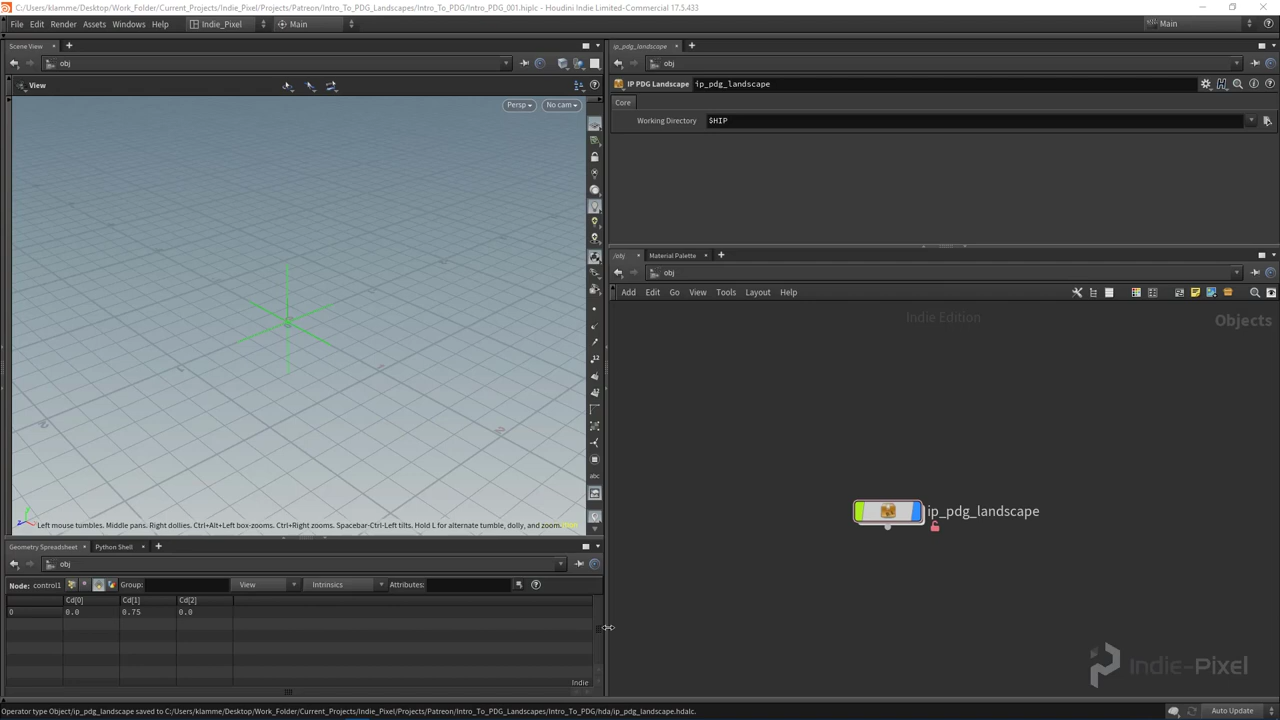 C:/Users/klamme/Desktop/Work_Folder/Current_Projects/Indie_Pixel/Projects/Patreon/Intro_To_PDG_Landscapes/Intro_To_PDG/Intro_PDG_001.hiplc - Houdini Indie Limited-Commercial 17.5.433
File Edit Render Assets Windows Help Indie_Pixel Main Main
Scene View
obj
View
Persp No cam
Left mouse tumbles. Middle pans. Right dollies. Ctrl+Alt+Left box-zooms. Ctrl+Right zooms. Spacebar-Ctrl-Left tilts. Hold L for alternate tumble, dolly, and zoom.
ip_pdg_landscape
obj
IP PDG Landscape ip_pdg_landscape
Core
Working Directory $HIP
/obj Material Palette
obj
Add Edit Go View Tools Layout Help
Indie Edition
Objects
ip_pdg_landscape
Indie-Pixel
Geometry Spreadsheet Python Shell
obj
Node: control1 Group: View Intrinsics Attributes:
Cd[0] Cd[1] Cd[2]
0 0.0 0.75 0.0
Indie
Operator type Object/ip_pdg_landscape saved to C:/Users/klamme/Desktop/Work_Folder/Current_Projects/Indie_Pixel/Projects/Patreon/Intro_To_PDG_Landscapes/Intro_To_PDG/hda/ip_pdg_landscape.hdalc.
Auto Update